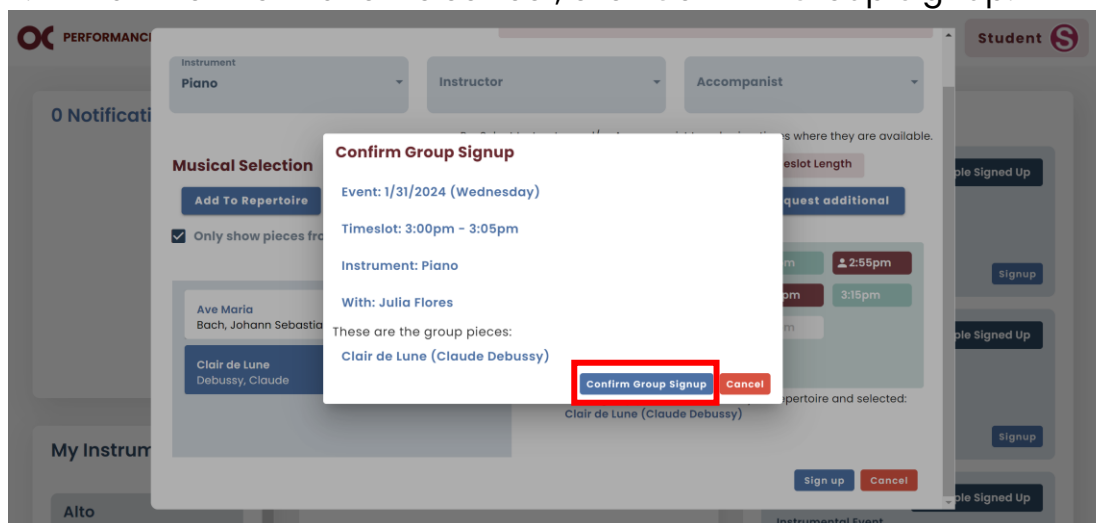 PERFORMANC
Student S
Instrument
Piano
Instructor
Accompanist
0 Notificati
s where they are available.
Musical Selection
Confirm Group Signup
eslot Length
ple Signed Up
Add To Repertoire
Event: 1/31/2024 (Wednesday)
quest additional
Only show pieces fro
Timeslot: 3:00pm - 3:05pm
m
2:55pm
Instrument: Piano
Signup
pm
3:15pm
Ave Maria
With: Julia Flores
Bach, Johann Sebastia
These are the group pieces:
m
ple Signed Up
Clair de Lune
Clair de Lune (Claude Debussy)
Debussy, Claude
Confirm Group Signup
Cancel
epertoire and selected:
Clair de Lune (Claude Debussy)
My Instrum
Signup
Sign up
Cancel
ple Signed Up
Alto
Instrumental Event